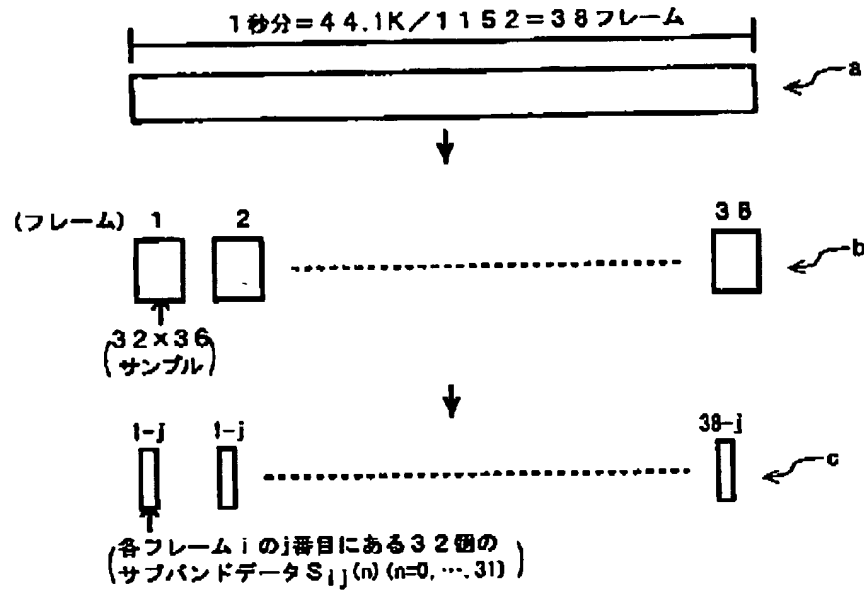 1秒分=44.1K/1152=38フレーム
a
(フレーム) 1 2 38
b
(32×36
サンプル)
1-j 1-j 38-j
c
(各フレームiのj番目にある32個の
サブバンドデータSij(n)(n=0,….31))